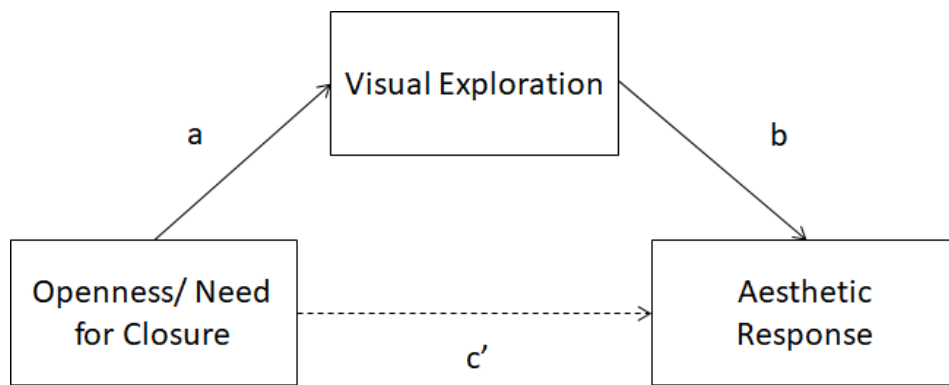 Visual Exploration
a
b
Openness/ Need
for Closure
Aesthetic
Response
c’